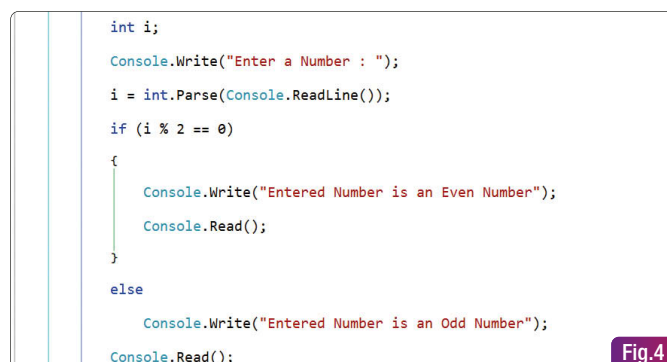 int i;
Console.Write("Enter a Number : ");
i = int.Parse(Console.ReadLine());
if (i % 2 == 0)
{
Console.Write("Entered Number is an Even Number");
Console.Read();
}
else
Console.Write("Entered Number is an Odd Number");
Console.Read();
Fig.4